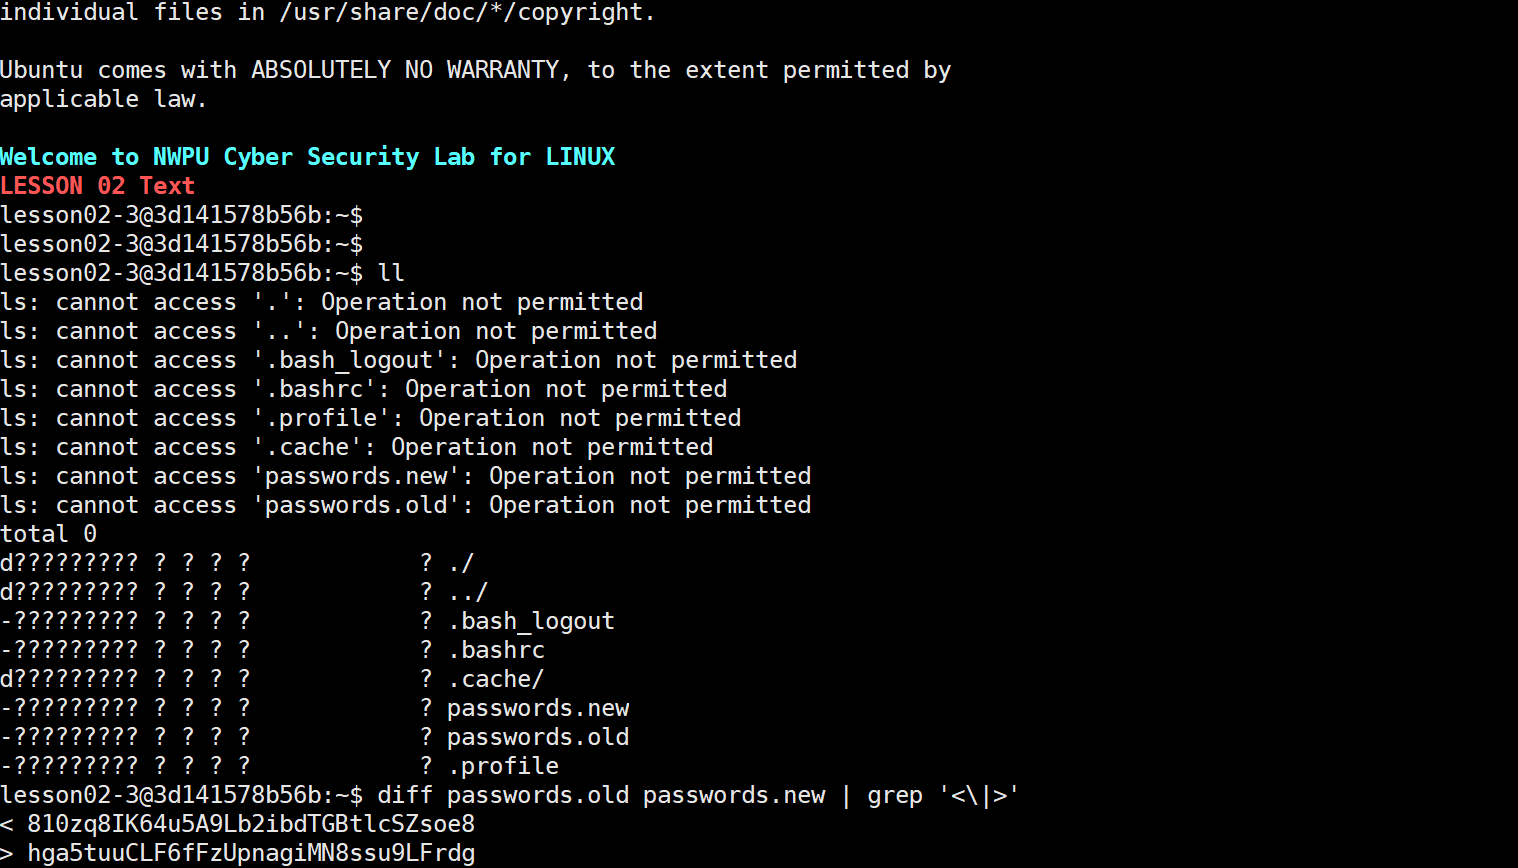 individual files in /usr/share/doc/*/copyright.
Ubuntu comes with ABSOLUTELY NO WARRANTY, to the extent permitted by
applicable law.
Welcome to NWPU Cyber Security Lab for LINUX
LESSON 02 Text
lesson02-3@3d141578b56b:~$
lesson02-3@3d141578b56b:~$
lesson02-3@3d141578b56b:~$ ll
ls: cannot access '.': Operation not permitted
ls: cannot access '..': Operation not permitted
ls: cannot access '.bash_logout': Operation not permitted
ls: cannot access '.bashrc': Operation not permitted
ls: cannot access '.profile': Operation not permitted
ls: cannot access '.cache': Operation not permitted
ls: cannot access 'passwords.new': Operation not permitted
ls: cannot access 'passwords.old': Operation not permitted
total 0
d????????? ? ? ? ?            ? ./
d????????? ? ? ? ?            ? ../
-????????? ? ? ? ?            ? .bash_logout
-????????? ? ? ? ?            ? .bashrc
d????????? ? ? ? ?            ? .cache/
-????????? ? ? ? ?            ? passwords.new
-????????? ? ? ? ?            ? passwords.old
-????????? ? ? ? ?            ? .profile
lesson02-3@3d141578b56b:~$ diff passwords.old passwords.new | grep '<\|>'
< 810zq8IK64u5A9Lb2ibdTGBtlcSZsoe8
> hga5tuuCLF6fFzUpnagiMN8ssu9LFrdg